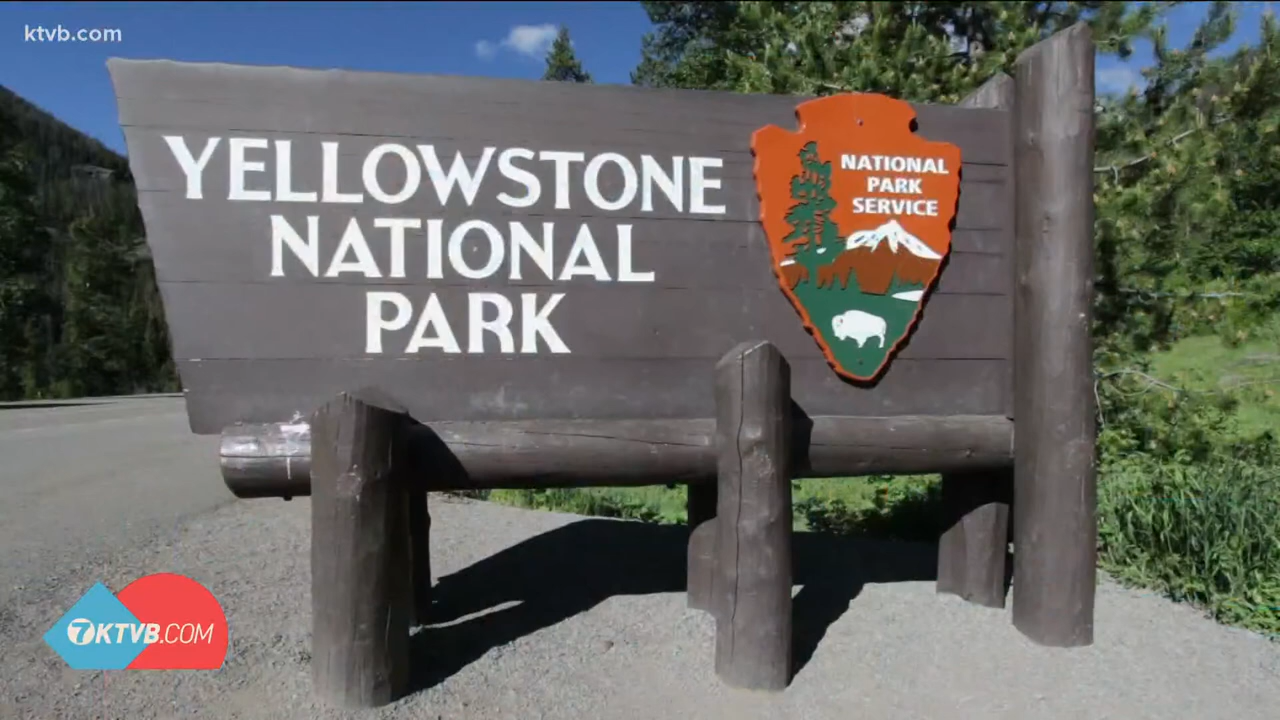 ktvb.com
YELLOWSTONE
NATIONAL
PARK
NATIONAL
PARK
SERVICE
7KTVB.COM